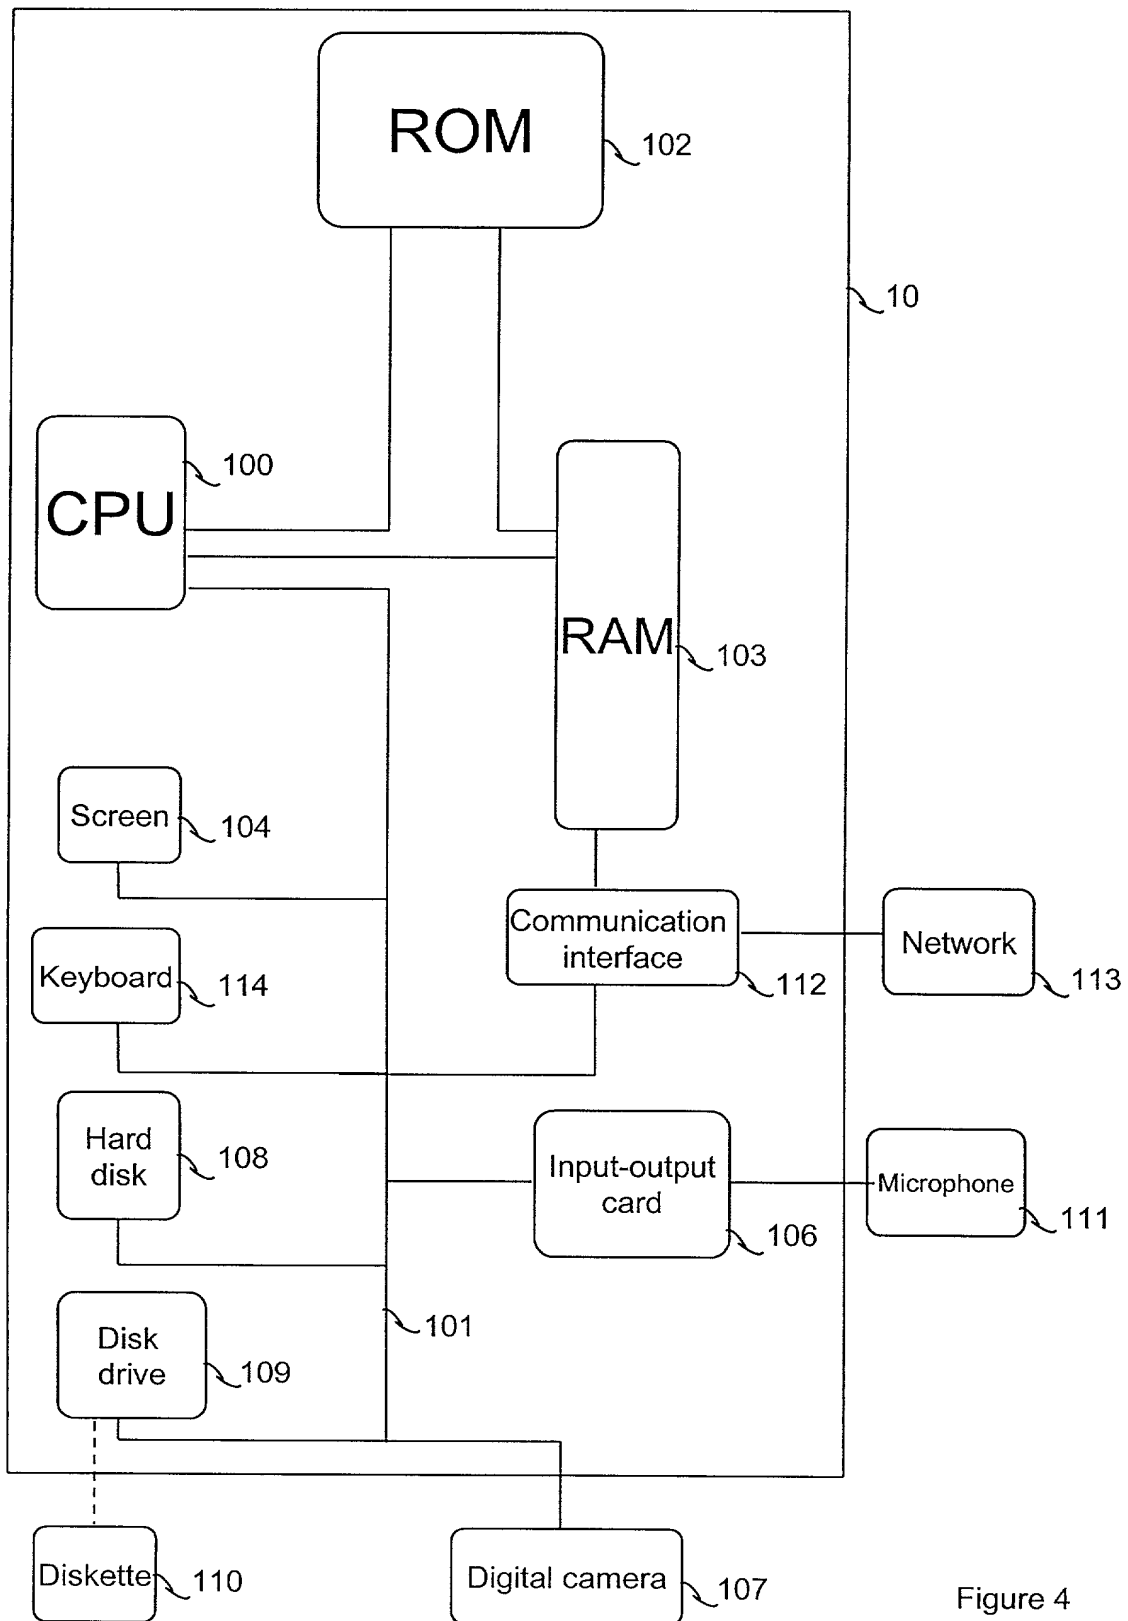 ROM
102
10
100
CPU
RAM
103
Screen
104
Communication
interface
112
Network
113
Keyboard
114
Hard
disk
108
Input-output
card
106
Microphone
111
101
Disk
drive
109
Diskette
110
Digital camera
107
Figure 4